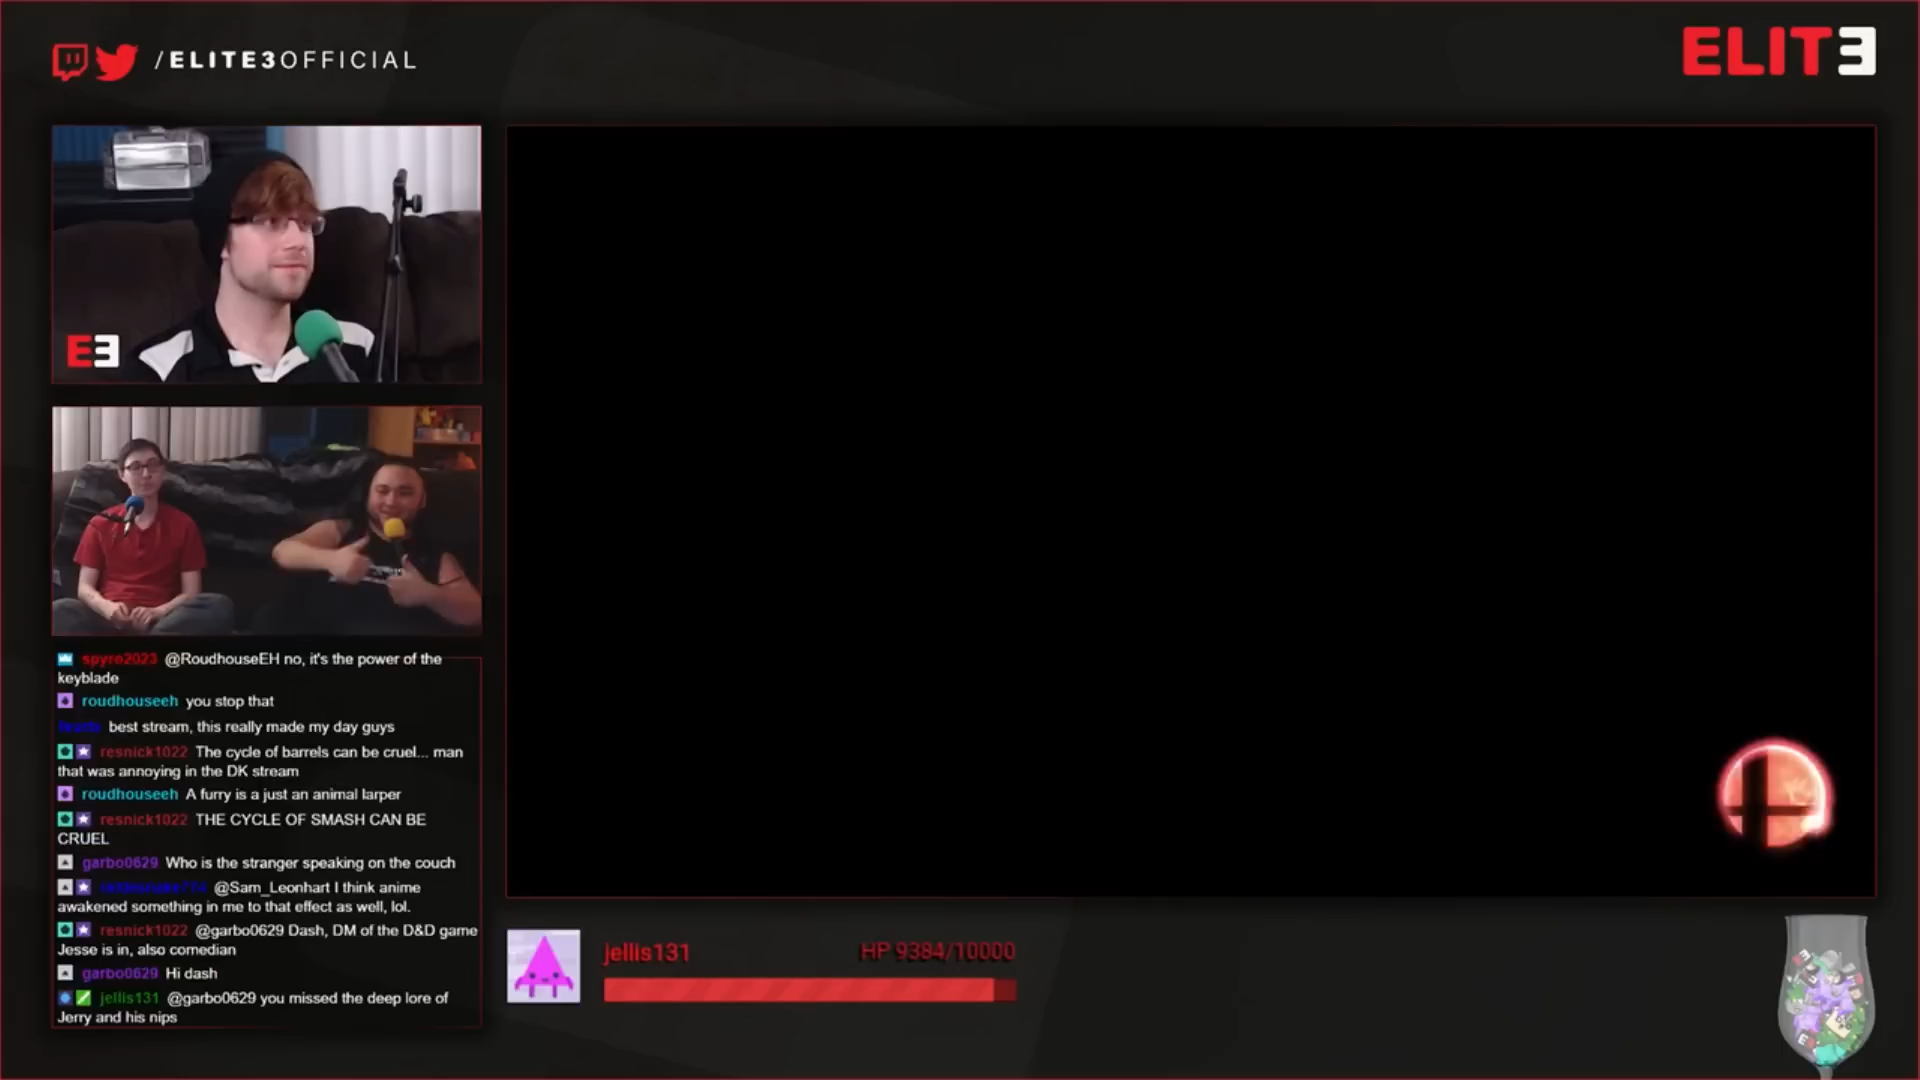 /ELITE3OFFICIAL
ELIT3
E3
spyro2023 @RoudhouseEH no, it's the power of the
keyblade
roudhouseeh you stop that
best stream, this really made my day guys
resnick1022 The cycle of barrels can be cruel... man
that was annoying in the DK stream
roudhouseeh A furry is a just an animal larper
resnick1022 THE CYCLE OF SMASH CAN BE
CRUEL
garbo0629 Who is the stranger speaking on the couch
@Sam_Leonhart I think anime
awakened something in me to that effect as well, lol.
resnick1022 @garbo0629 Dash, DM of the D&D game
Jesse is in, also comedian
garbo0629 Hi dash
jellis131 @garbo0629 you missed the deep lore of
Jerry and his nips
jellis131 HP 9384/10000